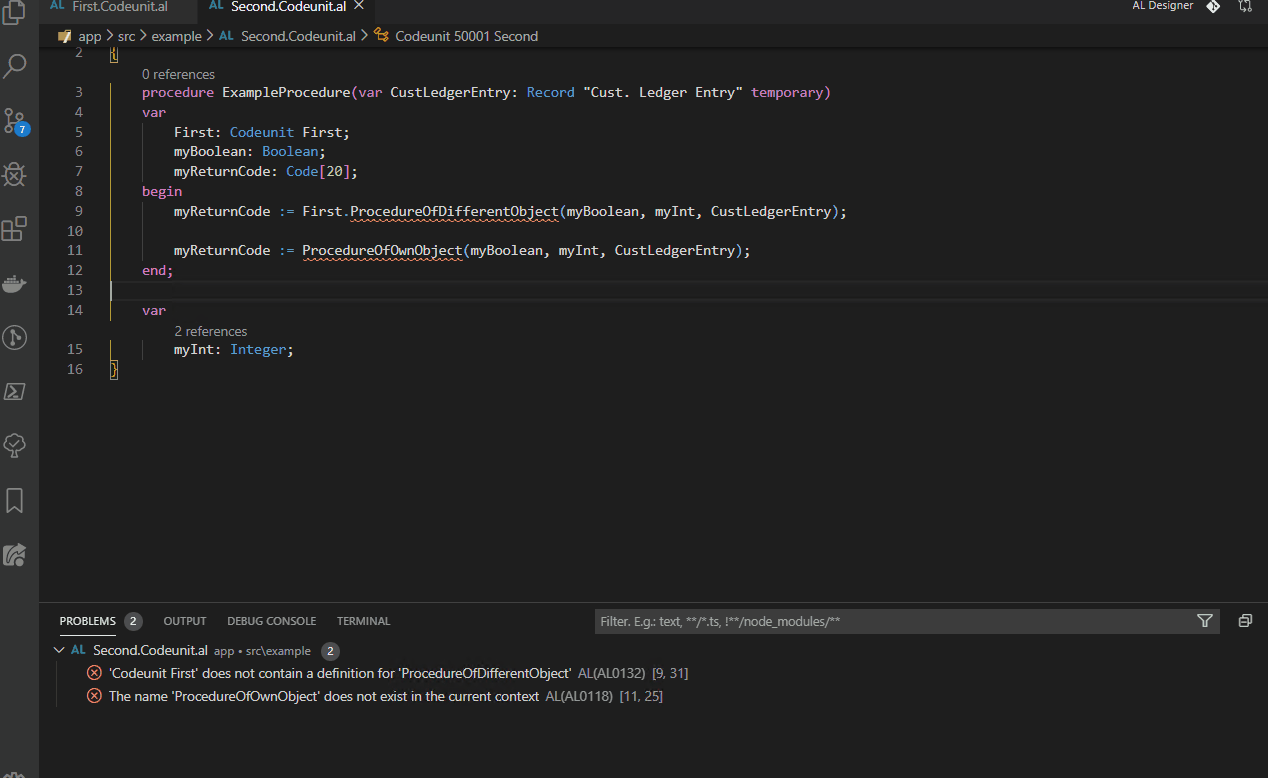 AL First.Codeunit.al AL Second.Codeunit.al AL Designer
app > src > example > AL Second.Codeunit.al > Codeunit 50001 Second
2 {
0 references
3 procedure ExampleProcedure(var CustLedgerEntry: Record "Cust. Ledger Entry" temporary)
4 var
5 First: Codeunit First;
6 myBoolean: Boolean;
7 myReturnCode: Code[20];
8 begin
9 myReturnCode := First.ProcedureOfDifferentObject(myBoolean, myInt, CustLedgerEntry);
10
11 myReturnCode := ProcedureOfOwnObject(myBoolean, myInt, CustLedgerEntry);
12 end;
13
14 var
2 references
15 myInt: Integer;
16 }
7
PROBLEMS 2 OUTPUT DEBUG CONSOLE TERMINAL Filter. E.g.: text, **/*.ts, !**/node_modules/**
AL Second.Codeunit.al app • src\example 2
'Codeunit First' does not contain a definition for 'ProcedureOfDifferentObject' AL(AL0132) [9, 31]
The name 'ProcedureOfOwnObject' does not exist in the current context AL(AL0118) [11, 25]